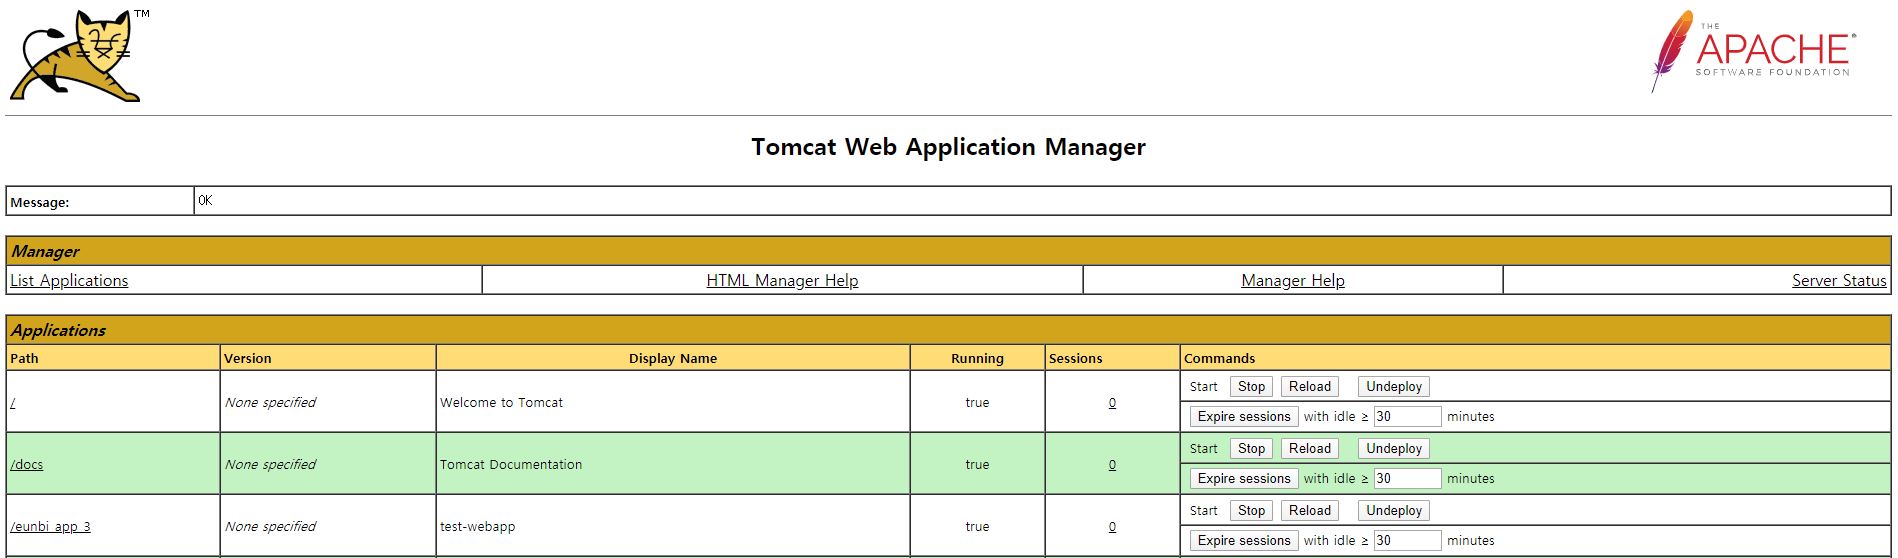 TM
THE
APACHE®
SOFTWARE FOUNDATION
Tomcat Web Application Manager
Message: OK
Manager
List Applications HTML Manager Help Manager Help Server Status
Applications
Path Version Display Name Running Sessions Commands
/ None specified Welcome to Tomcat true 0
Start Stop Reload Undeploy
Expire sessions with idle ≥ 30 minutes
/docs None specified Tomcat Documentation true 0
Start Stop Reload Undeploy
Expire sessions with idle ≥ 30 minutes
/eunbi_app_3 None specified test-webapp true 0
Start Stop Reload Undeploy
Expire sessions with idle ≥ 30 minutes